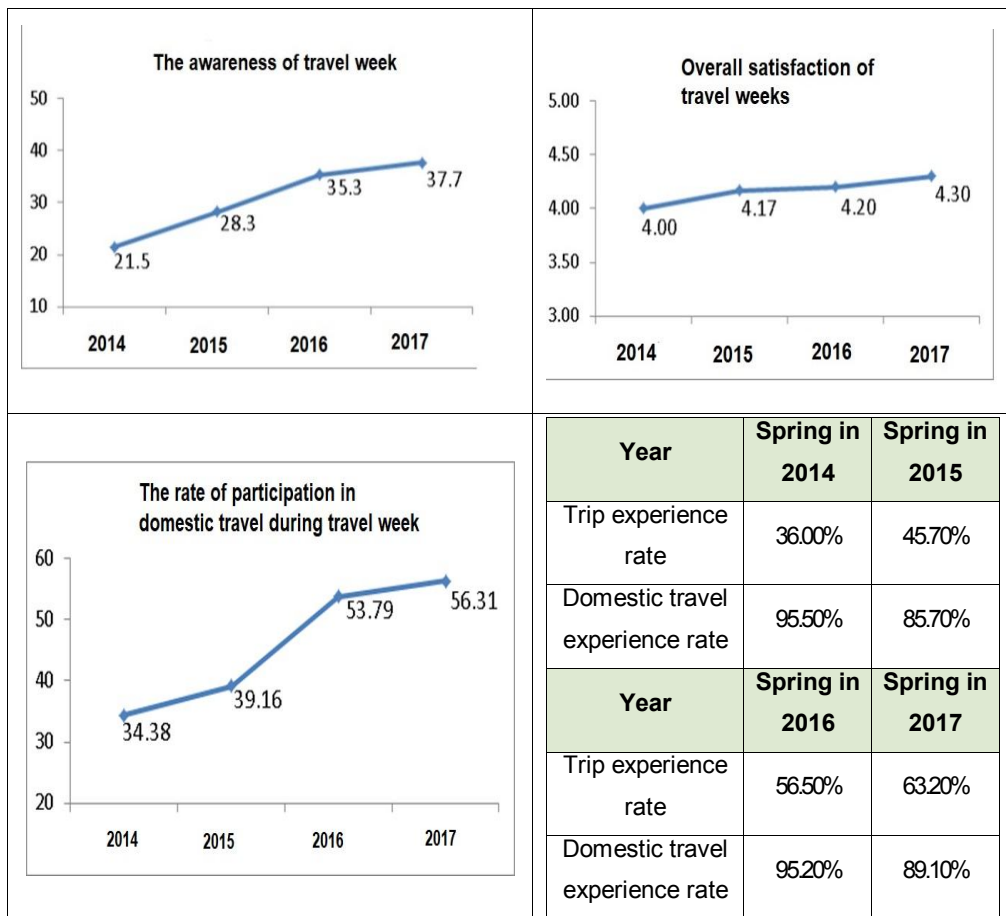 The awareness of travel week
50
40
30
20
10
21.5
28.3
35.3
37.7
2014 2015 2016 2017
Overall satisfaction of
travel weeks
5.00
4.50
4.00
3.50
3.00
4.00
4.17
4.20
4.30
2014 2015 2016 2017
The rate of participation in
domestic travel during travel week
60
50
40
30
20
34.38
39.16
53.79
56.31
2014 2015 2016 2017
Year Spring in 2014 Spring in 2015
Trip experience rate 36.00% 45.70%
Domestic travel experience rate 95.50% 85.70%
Year Spring in 2016 Spring in 2017
Trip experience rate 56.50% 63.20%
Domestic travel experience rate 95.20% 89.10%